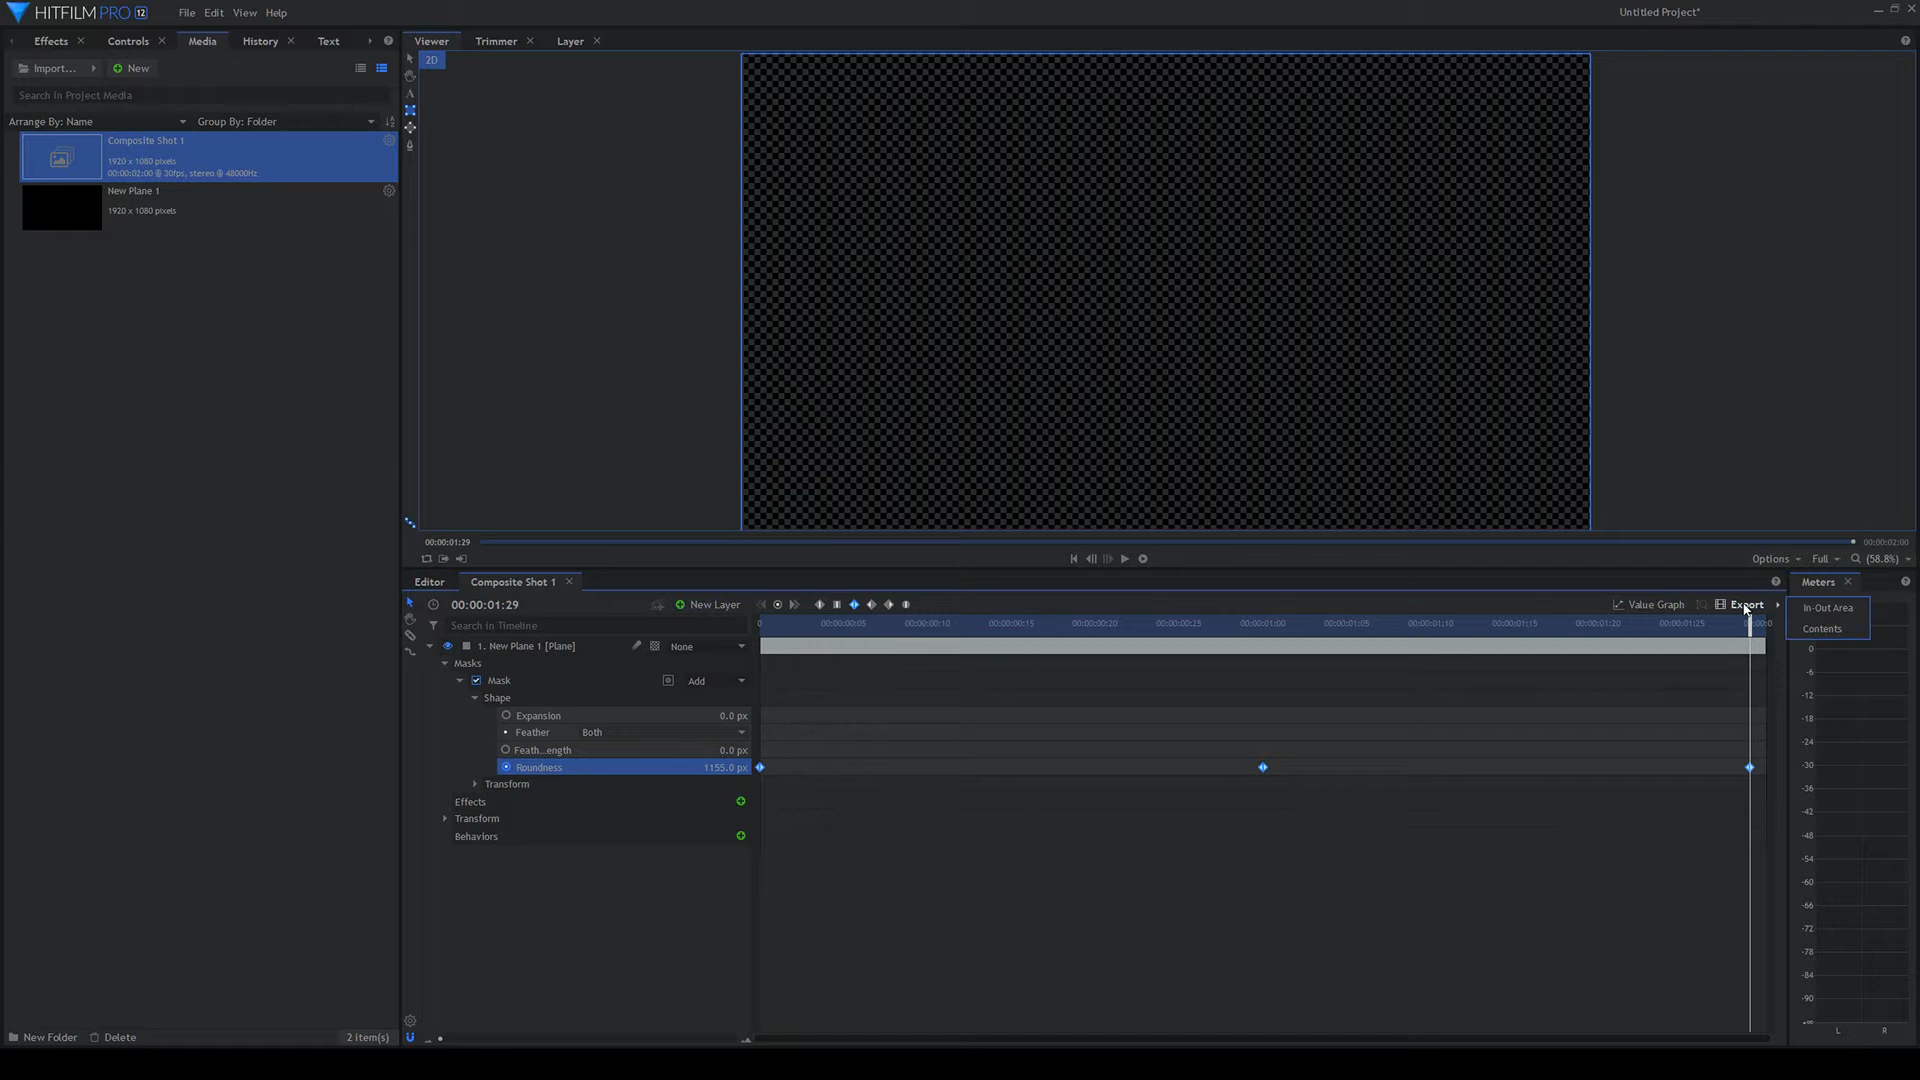 HITFILM PRO 12 File Edit View Help Untitled Project*
Effects Controls Media History Text
Viewer Trimmer Layer
Import... New
2D
Search in Project Media
Arrange By: Name Group By: Folder
Composite Shot 1
1920 x 1080 pixels
00:00:02:00 @ 30fps, stereo @ 48000Hz
New Plane 1
1920 x 1080 pixels
00:00:01:29 00:00:02:00
Options Full (58.8%)
Editor Composite Shot 1 Meters
00:00:01:29 New Layer Value Graph Export
In-Out Area
Contents
Search in Timeline
0 00:00:00:05 00:00:00:10 00:00:00:15 00:00:00:20 00:00:00:25 00:00:01:00 00:00:01:05 00:00:01:10 00:00:01:15 00:00:01:20 00:00:01:25
1. New Plane 1 [Plane] None
Masks
Mask Add
Shape
Expansion 0.0 px
Feather Both
Feath...ength 0.0 px
Roundness 1155.0 px
Transform
Effects
Transform
Behaviors
0
-6
-12
-18
-24
-30
-36
-42
-48
-54
-60
-66
-72
-78
-84
-90
-∞
L R
New Folder Delete 2 item(s)